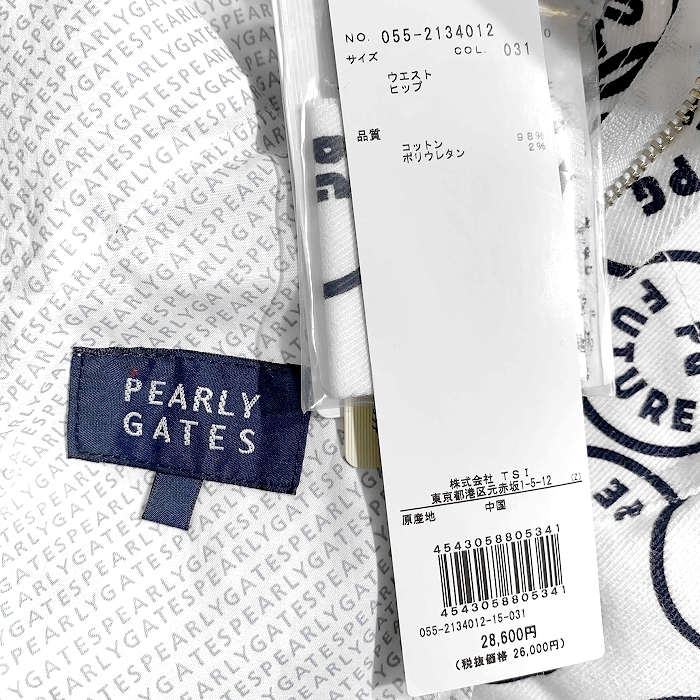 NO. 055-2134012
サイズ COL. 031
ウエスト
ヒップ
品質
コットン 98%
ポリウレタン 2%
株式会社 TSI
東京都港区元赤坂1-5-12 (Z)
原産地 中国
4543058805341
4543058805341
055-2134012-15-031
28,600円
(税抜価格 26,000円)
PEARLY
GATES
PEARLYGATESPEARLYGATESPEARLYGATES
PG
PG
FUTURE